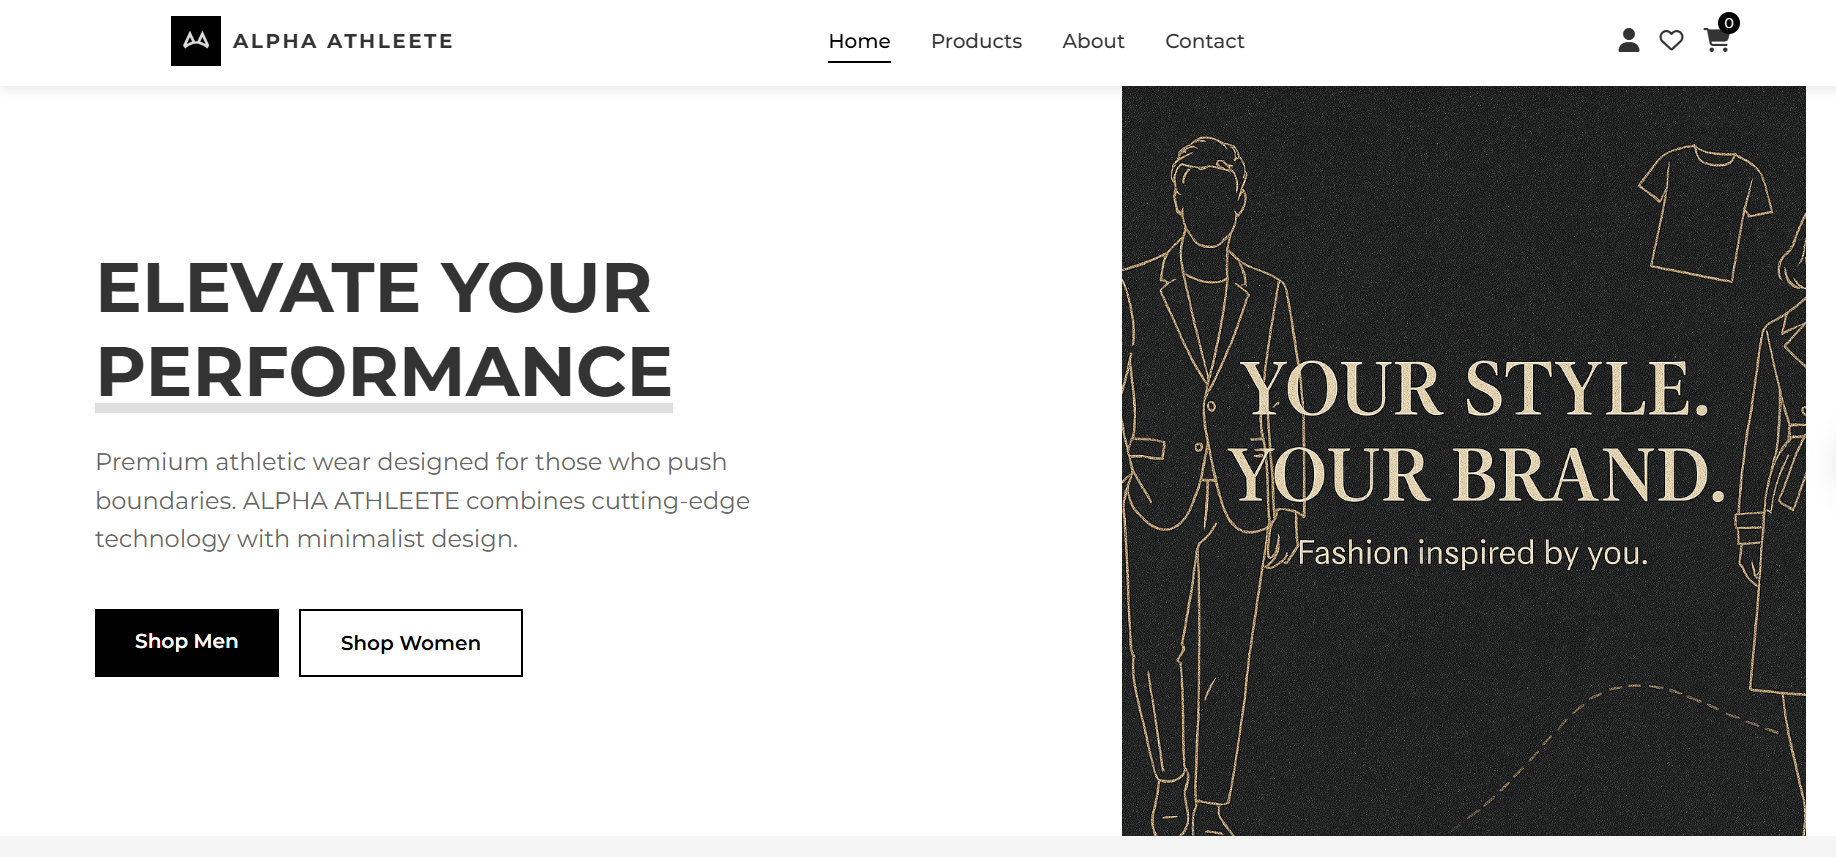 ALPHA ATHLEETE
Home
Products
About
Contact
0
ELEVATE YOUR
PERFORMANCE
Premium athletic wear designed for those who push
boundaries. ALPHA ATHLEETE combines cutting-edge
technology with minimalist design.
Shop Men
Shop Women
YOUR STYLE.
YOUR BRAND.
Fashion inspired by you.